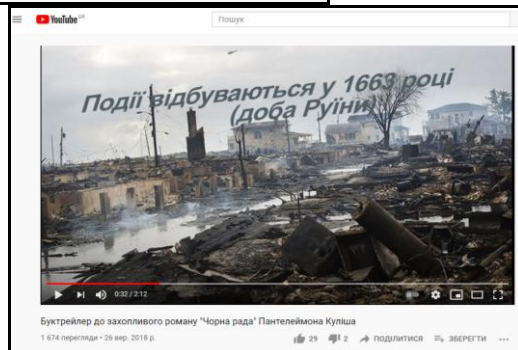 YouTube UA
Пошук
Події відбуваються у 1663 році
(доба Руїни)
0:32 / 2:12
Буктрейлер до захопливого роману "Чорна рада" Пантелеймона Куліша
1 674 перегляди • 26 вер. 2018 р.
29
2
ПОДІЛИТИСЯ
ЗБЕРЕГТИ